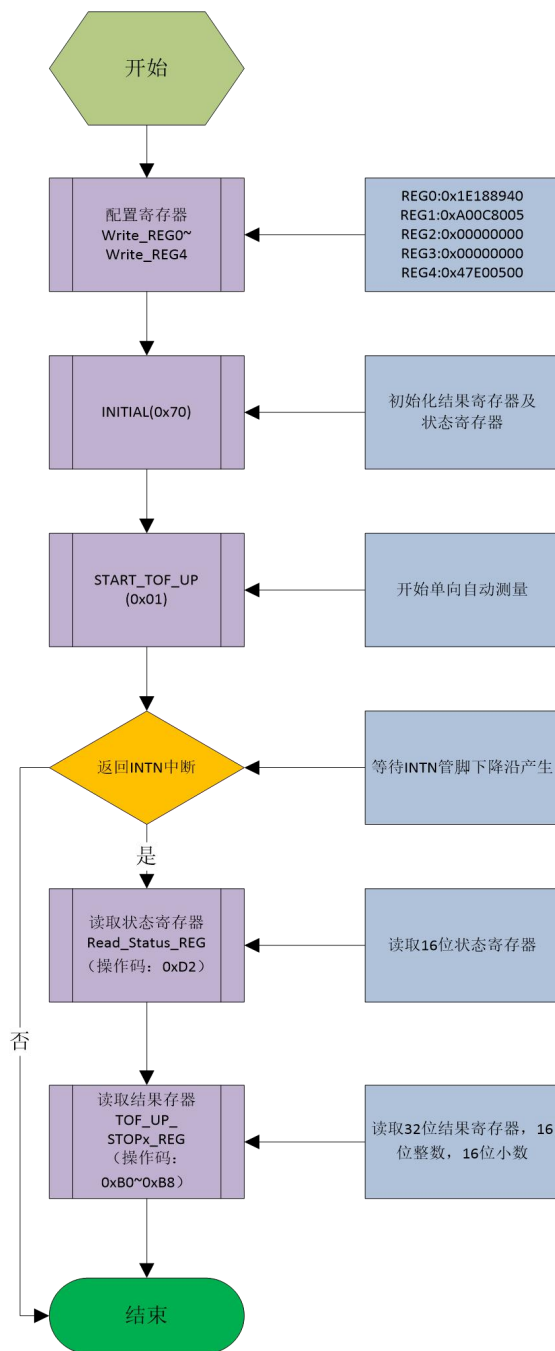 开始
配置寄存器
Write_REG0~
Write_REG4
REG0:0x1E188940
REG1:0xA00C8005
REG2:0x00000000
REG3:0x00000000
REG4:0x47E00500
INITIAL(0x70)
初始化结果寄存器及
状态寄存器
START_TOF_UP
(0x01)
开始单向自动测量
返回INTN中断
等待INTN管脚下降沿产生
是
读取状态寄存器
Read_Status_REG
（操作码：0xD2）
读取16位状态寄存器
否
读取结果存器
TOF_UP_
STOPx_REG
（操作码：
0xB0~0xB8）
读取32位结果寄存器，16
位整数，16位小数
结束